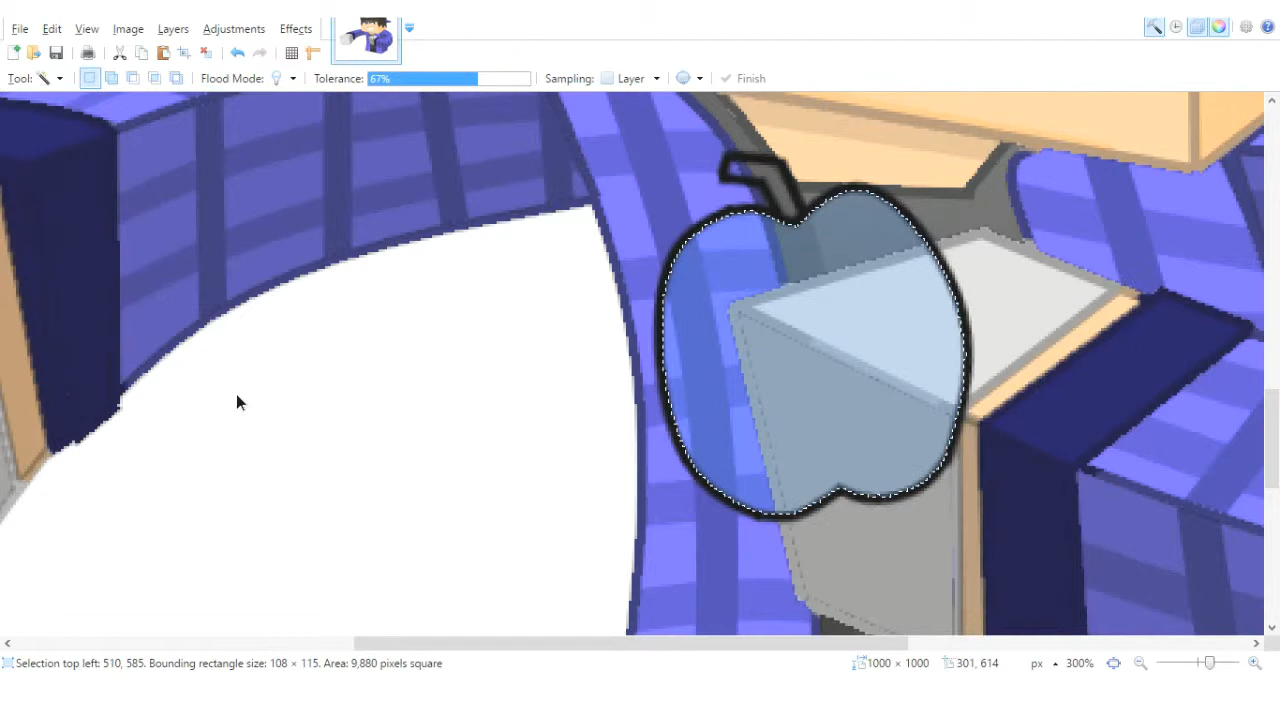 File Edit View Image Layers Adjustments Effects
Tool: Flood Mode: Tolerance: 67% Sampling: Layer Finish
Selection top left: 510, 585. Bounding rectangle size: 108 × 115. Area: 9,880 pixels square 1000 × 1000 301, 614 px 300%